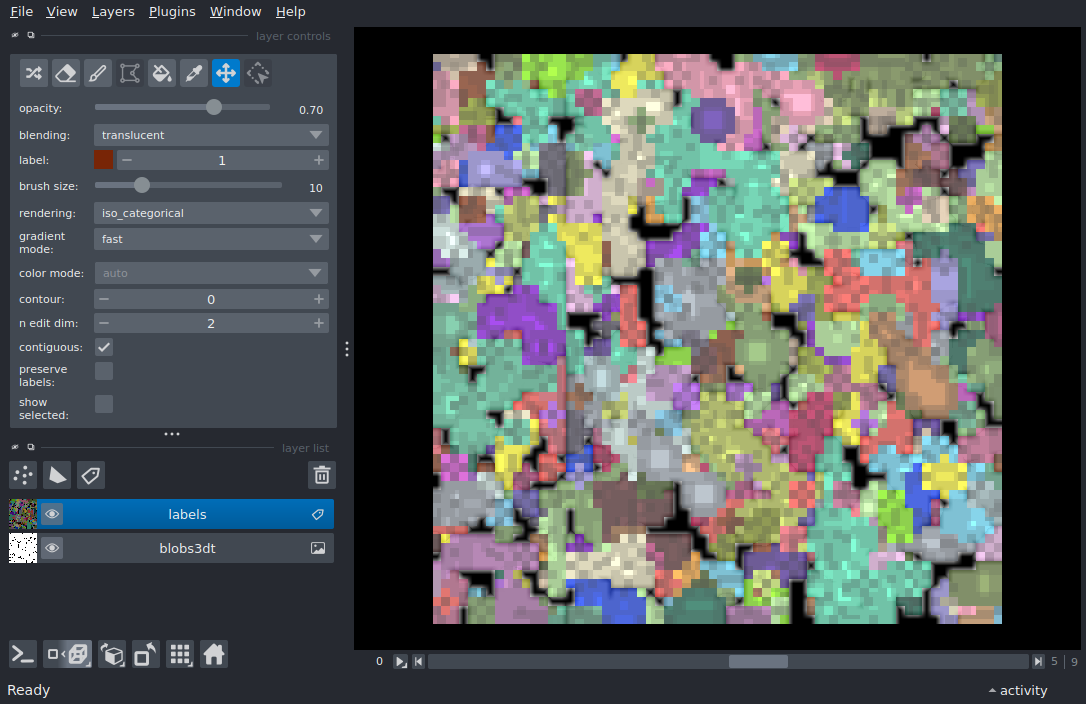 File View Layers Plugins Window Help
layer controls
opacity: 0.70
blending: translucent
label: 1
brush size: 10
rendering: iso_categorical
gradient
mode: fast
color mode: auto
contour: 0
n edit dim: 2
contiguous:
preserve
labels:
show
selected:
layer list
labels
blobs3dt
0 5 | 9
Ready activity